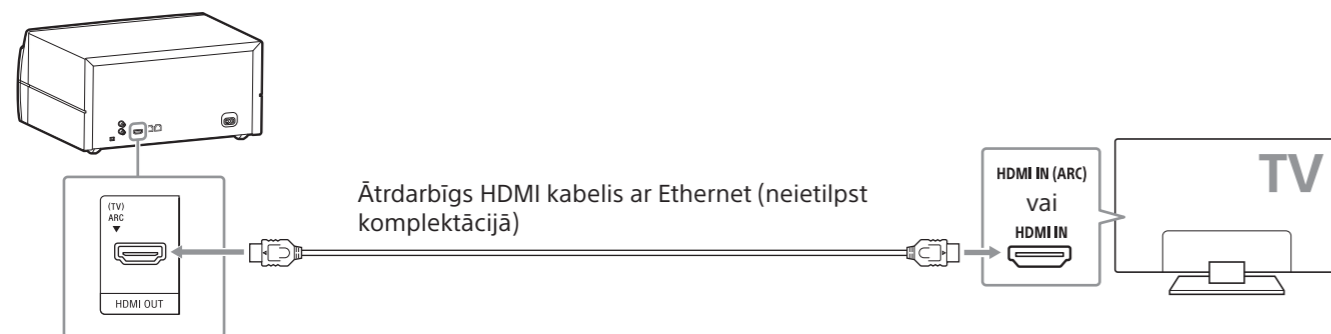 (TV)
ARC
HDMI OUT
Ātrdarbīgs HDMI kabelis ar Ethernet (neietilpst
komplektācijā)
HDMI IN (ARC)
vai
HDMI IN
TV